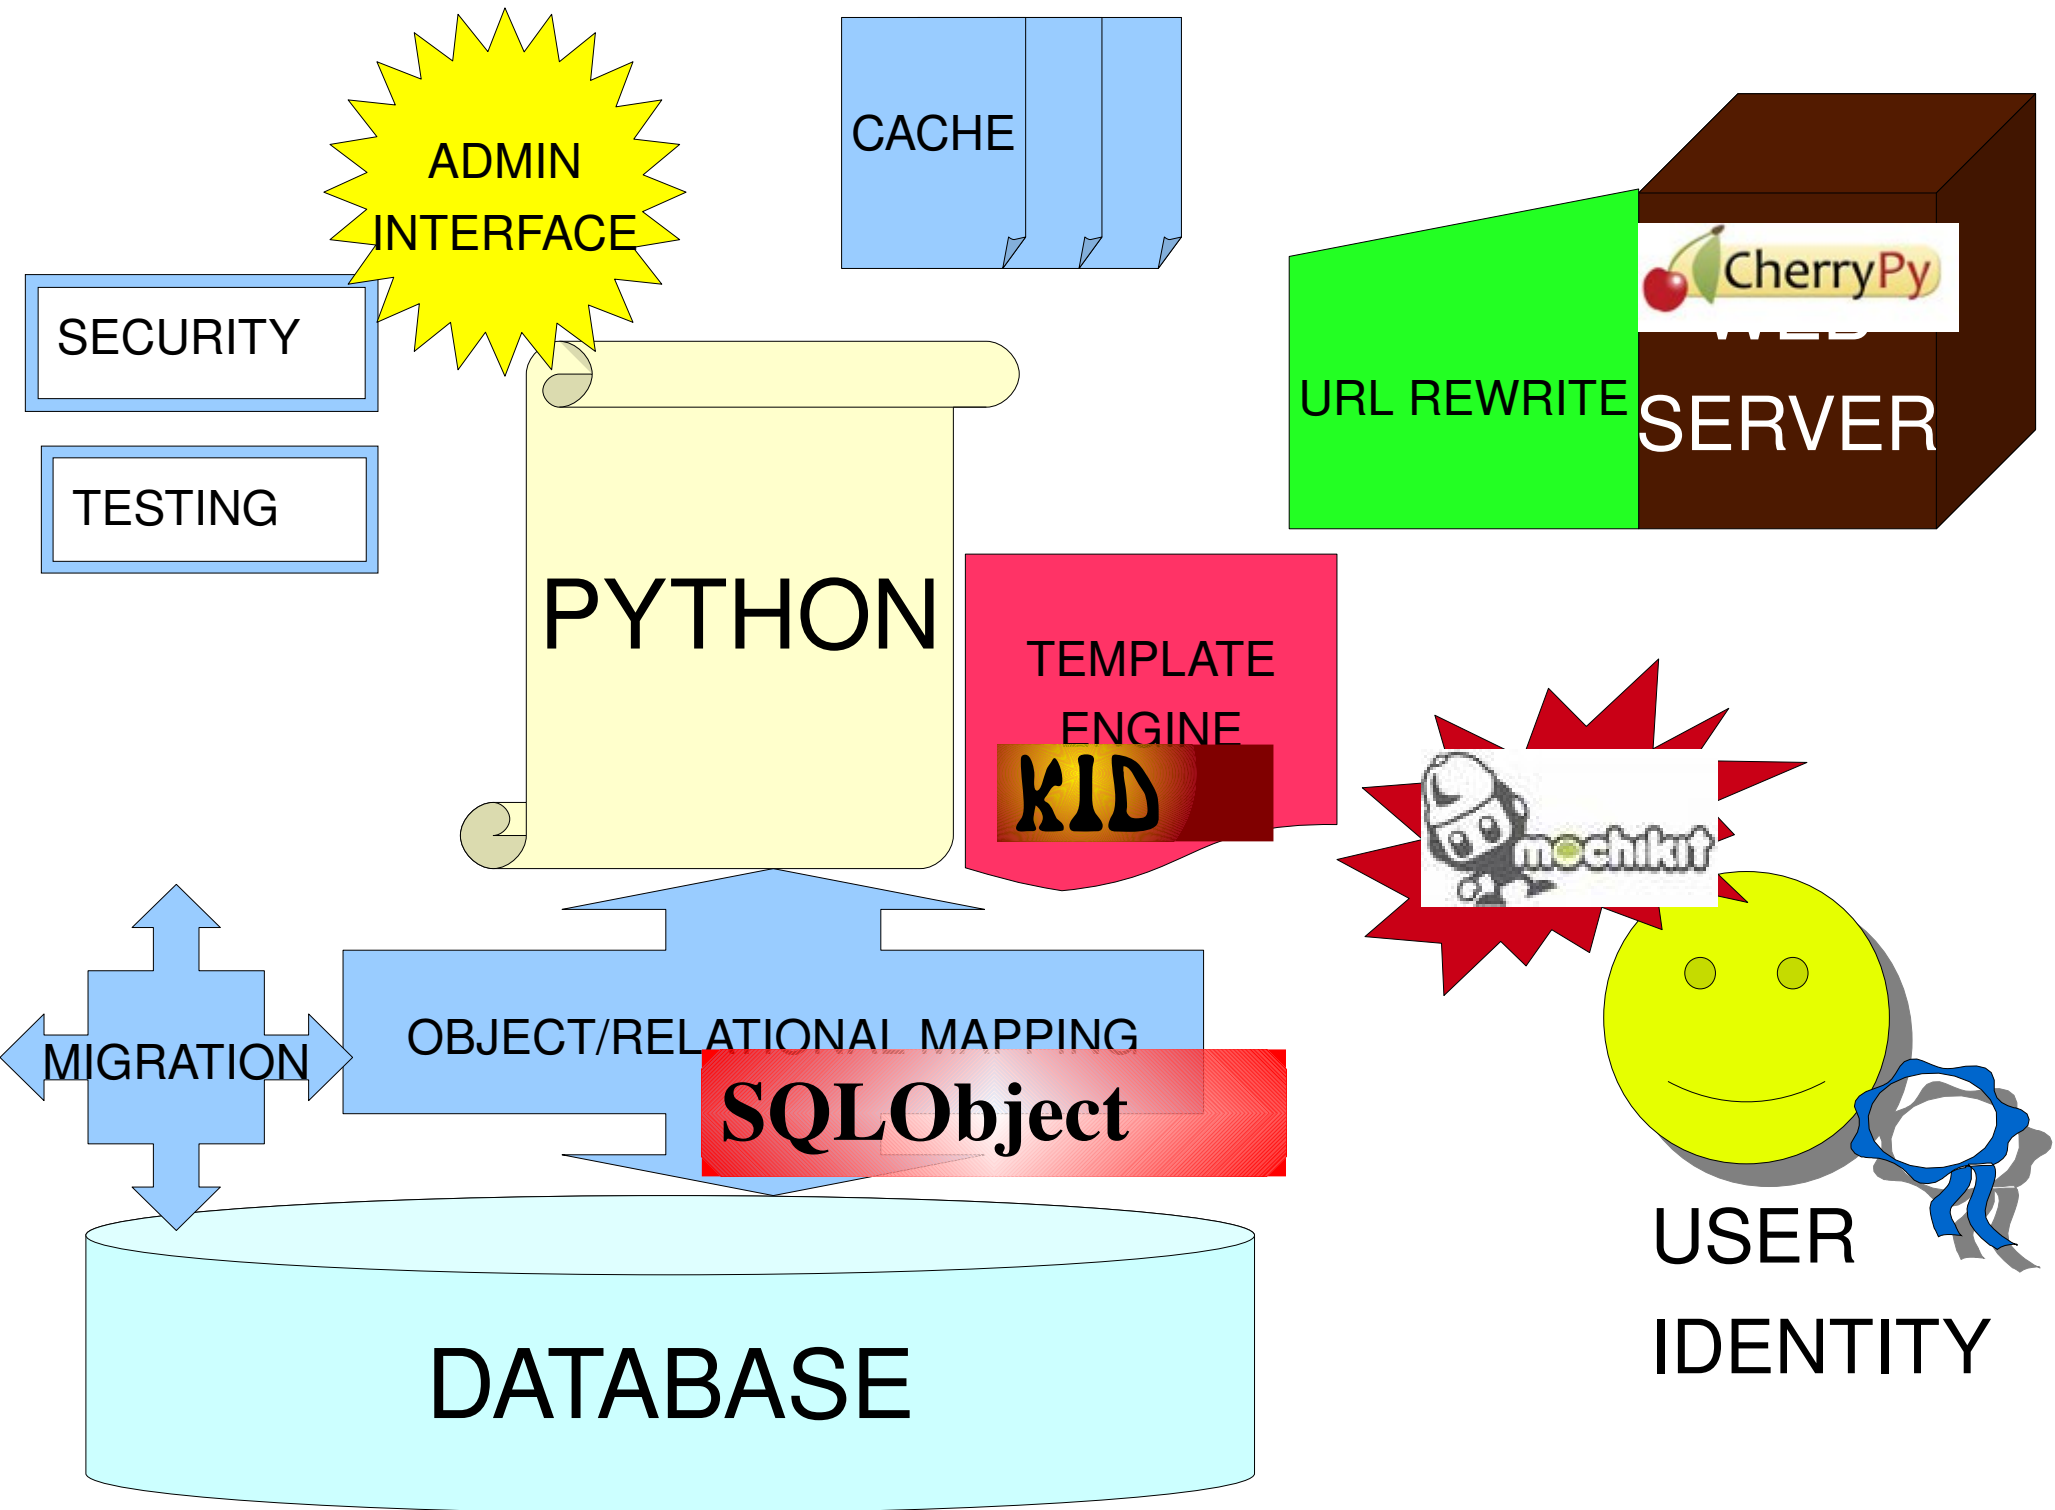 ADMIN
INTERFACE
CACHE
SECURITY
TESTING
CherryPy
WEB
SERVER
URL REWRITE
PYTHON
TEMPLATE
ENGINE
KID
mochikit
MIGRATION
OBJECT/RELATIONAL MAPPING
SQLObject
DATABASE
USER
IDENTITY